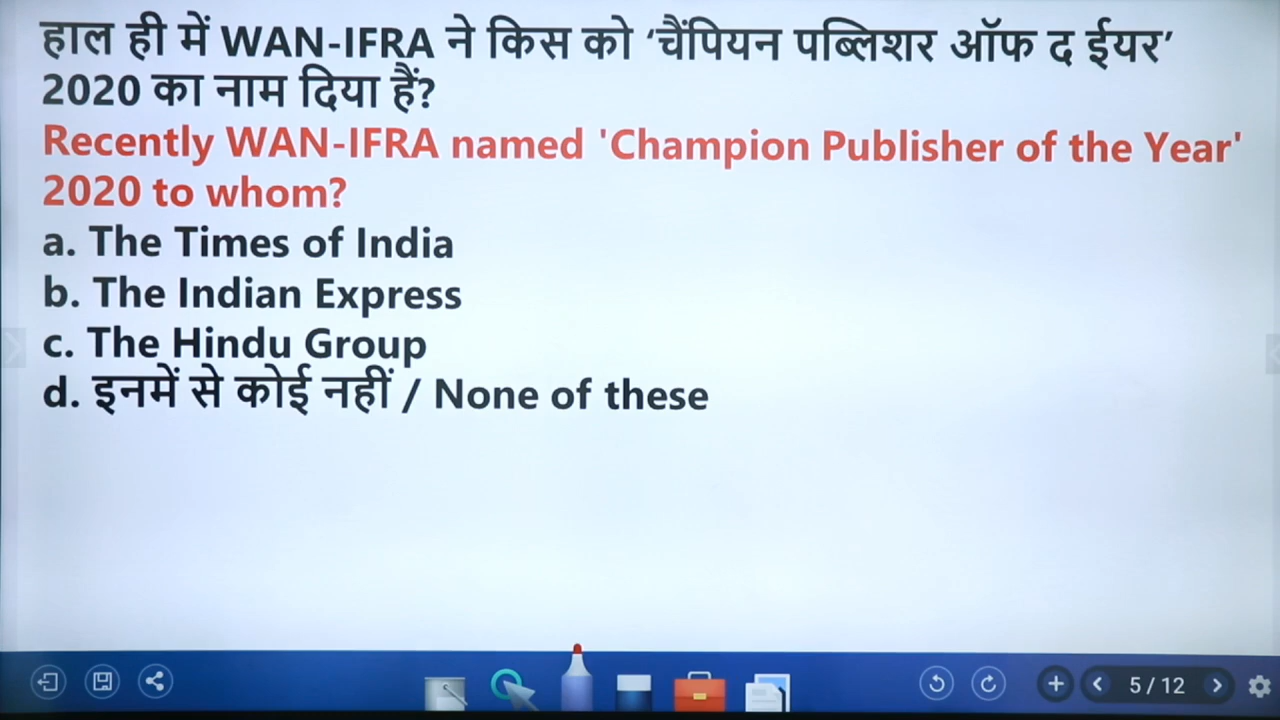 हाल ही में WAN-IFRA ने किस को ‘चैंपियन पब्लिशर ऑफ द ईयर’
2020 का नाम दिया हैं?
Recently WAN-IFRA named 'Champion Publisher of the Year'
2020 to whom?
a. The Times of India
b. The Indian Express
c. The Hindu Group
d. इनमें से कोई नहीं / None of these
5 / 12